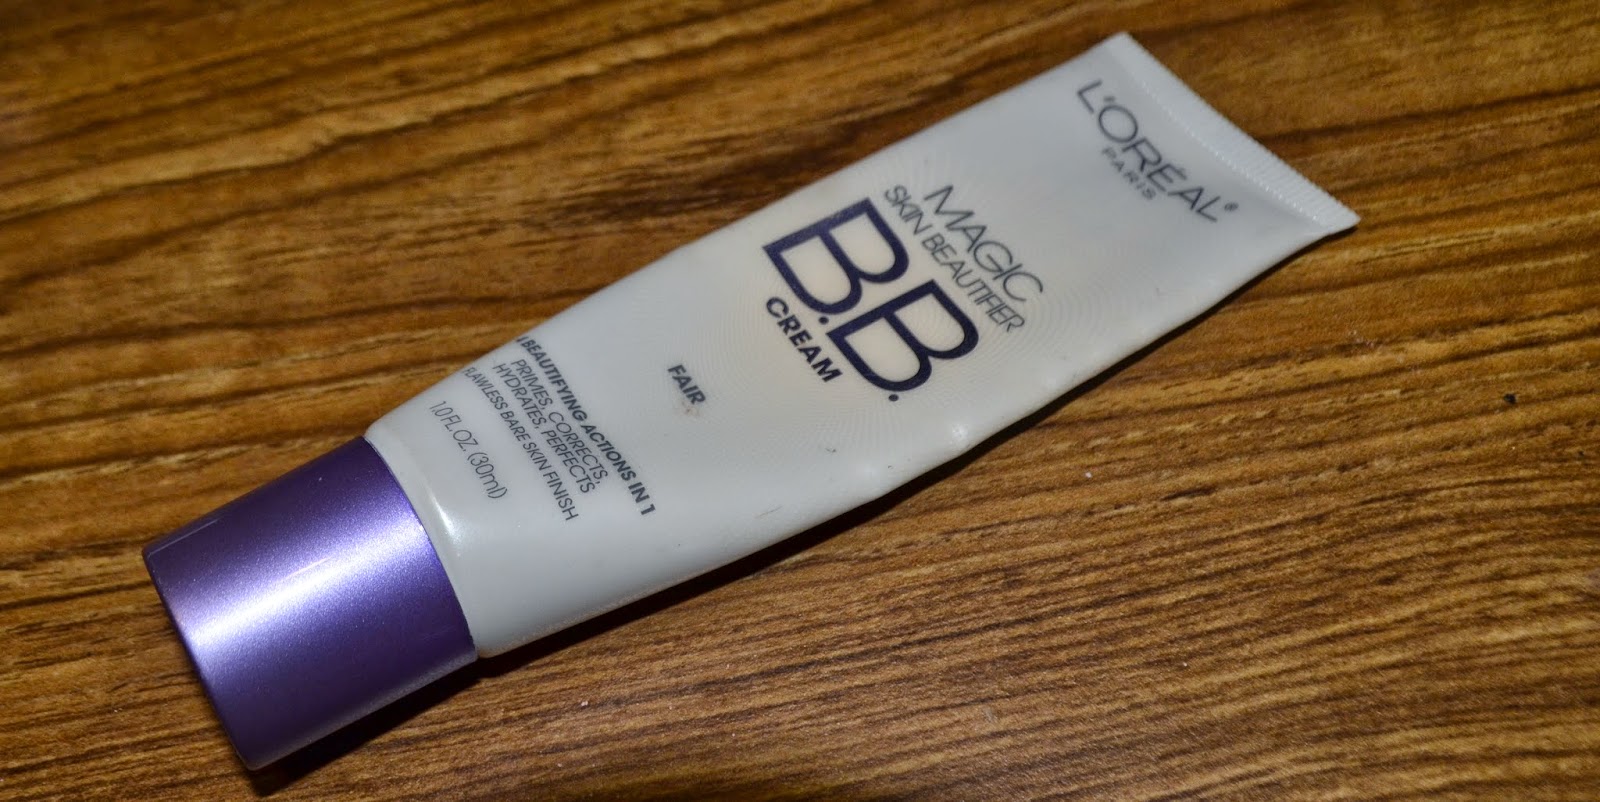 L'ORÉAL®
PARIS
MAGIC
SKIN BEAUTIFIER
B.B.
CREAM
FAIR
BEAUTIFYING ACTIONS IN 1
PRIMES, CORRECTS,
HYDRATES, PERFECTS
FLAWLESS BARE SKIN FINISH
1.0 FL. OZ. (30ml)